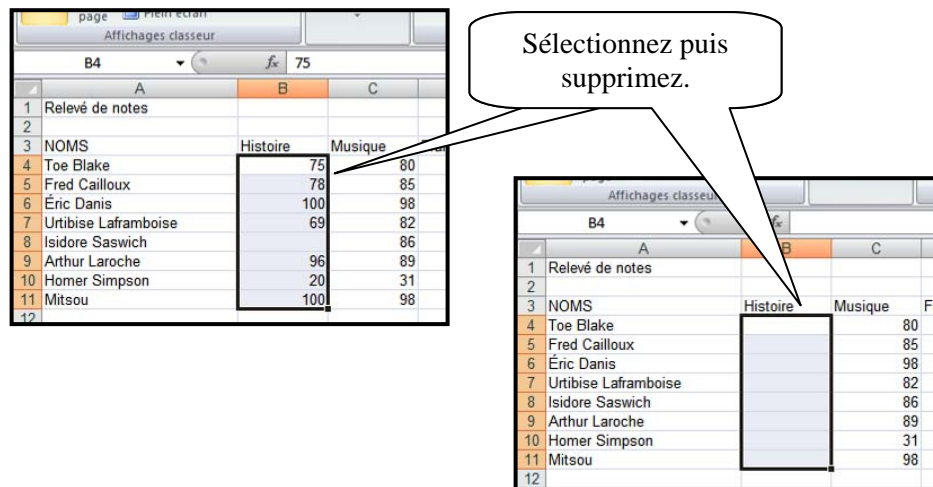 page Plein écran
Affichages classeur
B4 fx 75
A B C
1 Relevé de notes
2
3 NOMS Histoire Musique
4 Toe Blake 75 80
5 Fred Cailloux 78 85
6 Éric Danis 100 98
7 Urtibise Laframboise 69 82
8 Isidore Saswich 86
9 Arthur Laroche 96 89
10 Homer Simpson 20 31
11 Mitsou 100 98
12
Sélectionnez puis
supprimez.
Affichages classeur
B4 fx
A B C
1 Relevé de notes
2
3 NOMS Histoire Musique F
4 Toe Blake 80
5 Fred Cailloux 85
6 Éric Danis 98
7 Urtibise Laframboise 82
8 Isidore Saswich 86
9 Arthur Laroche 89
10 Homer Simpson 31
11 Mitsou 98
12